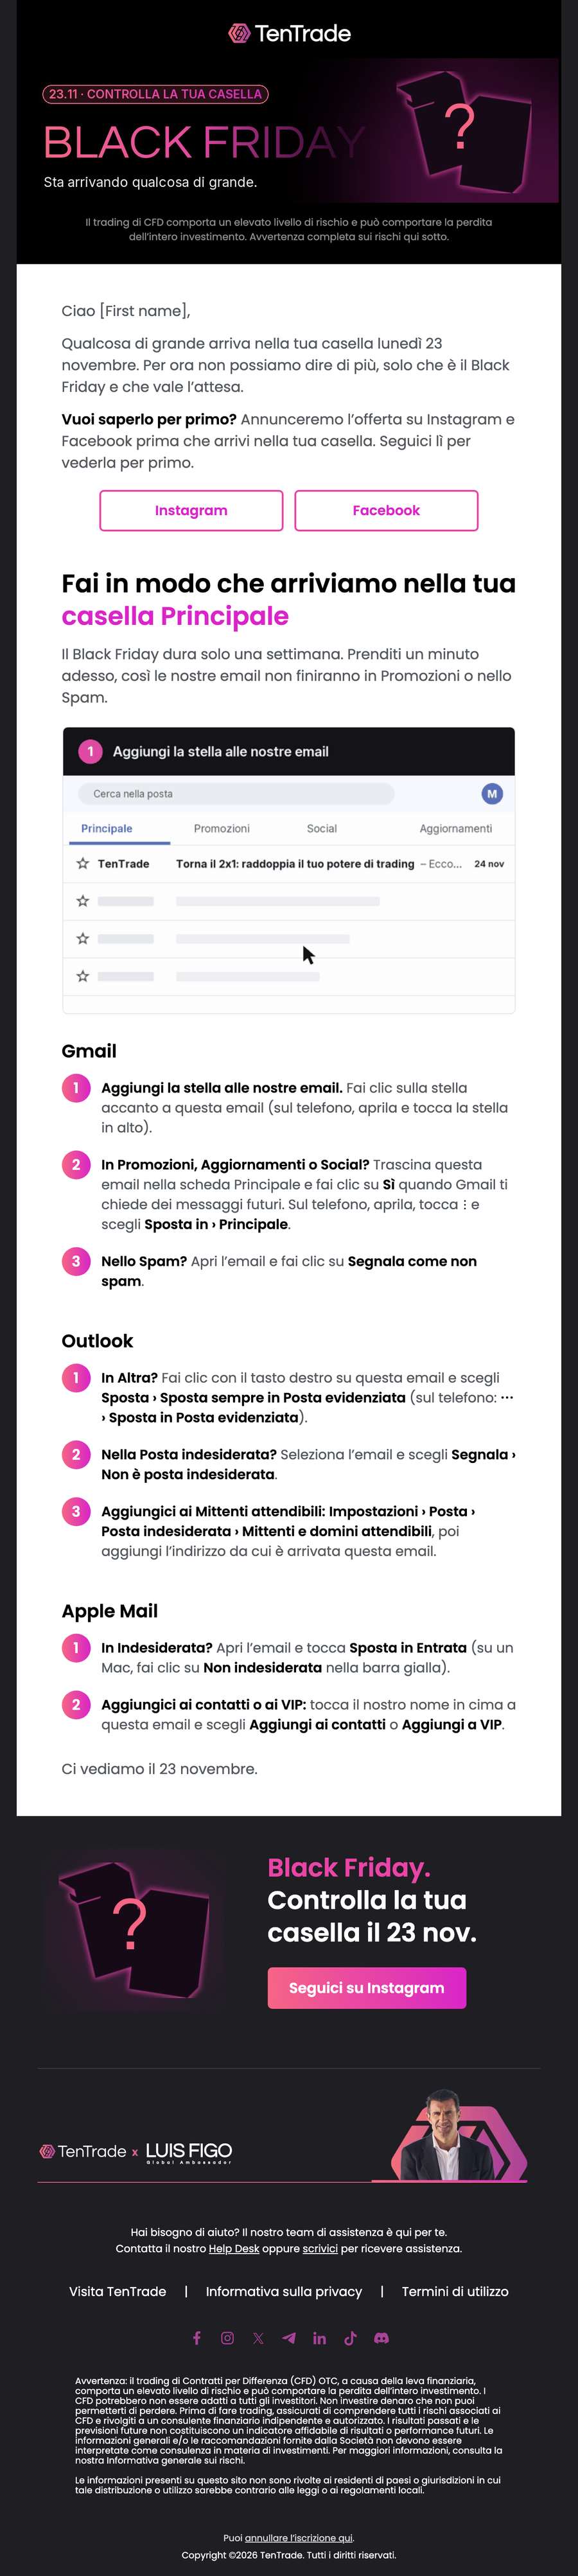 TenTrade
23.11 · CONTROLLA LA TUA CASELLA
BLACK FRIDAY
?
Sta arrivando qualcosa di grande.
Il trading di CFD comporta un elevato livello di rischio e può comportare la perdita
dell'intero investimento. Avvertenza completa sui rischi qui sotto.
Ciao [First name],
Qualcosa di grande arriva nella tua casella lunedì 23
novembre. Per ora non possiamo dire di più, solo che è il Black
Friday e che vale l'attesa.
Vuoi saperlo per primo? Annunceremo l'offerta su Instagram e
Facebook prima che arrivi nella tua casella. Seguici lì per
vederla per primo.
Instagram
Facebook
Fai in modo che arriviamo nella tua
casella Principale
Il Black Friday dura solo una settimana. Prenditi un minuto
adesso, così le nostre email non finiranno in Promozioni o nello
Spam.
1 Aggiungi la stella alle nostre email
Cerca nella posta M
Principale Promozioni Social Aggiornamenti
TenTrade Torna il 2x1: raddoppia il tuo potere di trading – Ecco... 24 nov
Gmail
1 Aggiungi la stella alle nostre email. Fai clic sulla stella
accanto a questa email (sul telefono, aprila e tocca la stella
in alto).
2 In Promozioni, Aggiornamenti o Social? Trascina questa
email nella scheda Principale e fai clic su Sì quando Gmail ti
chiede dei messaggi futuri. Sul telefono, aprila, tocca ⋮ e
scegli Sposta in › Principale.
3 Nello Spam? Apri l'email e fai clic su Segnala come non
spam.
Outlook
1 In Altra? Fai clic con il tasto destro su questa email e scegli
Sposta › Sposta sempre in Posta evidenziata (sul telefono: ···
› Sposta in Posta evidenziata).
2 Nella Posta indesiderata? Seleziona l'email e scegli Segnala ›
Non è posta indesiderata.
3 Aggiungici ai Mittenti attendibili: Impostazioni › Posta ›
Posta indesiderata › Mittenti e domini attendibili, poi
aggiungi l'indirizzo da cui è arrivata questa email.
Apple Mail
1 In Indesiderata? Apri l'email e tocca Sposta in Entrata (su un
Mac, fai clic su Non indesiderata nella barra gialla).
2 Aggiungici ai contatti o ai VIP: tocca il nostro nome in cima a
questa email e scegli Aggiungi ai contatti o Aggiungi a VIP.
Ci vediamo il 23 novembre.
?
Black Friday.
Controlla la tua
casella il 23 nov.
Seguici su Instagram
TenTrade x LUIS FIGO
Global Ambassador
Hai bisogno di aiuto? Il nostro team di assistenza è qui per te.
Contatta il nostro Help Desk oppure scrivici per ricevere assistenza.
Visita TenTrade | Informativa sulla privacy | Termini di utilizzo
Avvertenza: il trading di Contratti per Differenza (CFD) OTC, a causa della leva finanziaria,
comporta un elevato livello di rischio e può comportare la perdita dell'intero investimento. I
CFD potrebbero non essere adatti a tutti gli investitori. Non investire denaro che non puoi
permetterti di perdere. Prima di fare trading, assicurati di comprendere tutti i rischi associati ai
CFD e rivolgiti a un consulente finanziario indipendente e autorizzato. I risultati passati e le
previsioni future non costituiscono un indicatore affidabile di risultati o performance futuri. Le
informazioni generali e/o le raccomandazioni fornite dalla Società non devono essere
interpretate come consulenza in materia di investimenti. Per maggiori informazioni, consulta la
nostra Informativa generale sui rischi.
Le informazioni presenti su questo sito non sono rivolte ai residenti di paesi o giurisdizioni in cui
tale distribuzione o utilizzo sarebbe contrario alle leggi o ai regolamenti locali.
Puoi annullare l'iscrizione qui.
Copyright ©2026 TenTrade. Tutti i diritti riservati.